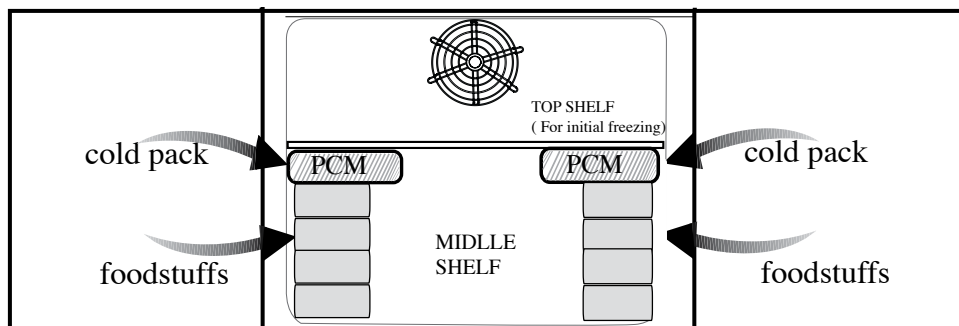 TOP SHELF
( For initial freezing)
cold pack
PCM
PCM
cold pack
MIDLLE
SHELF
foodstuffs
foodstuffs